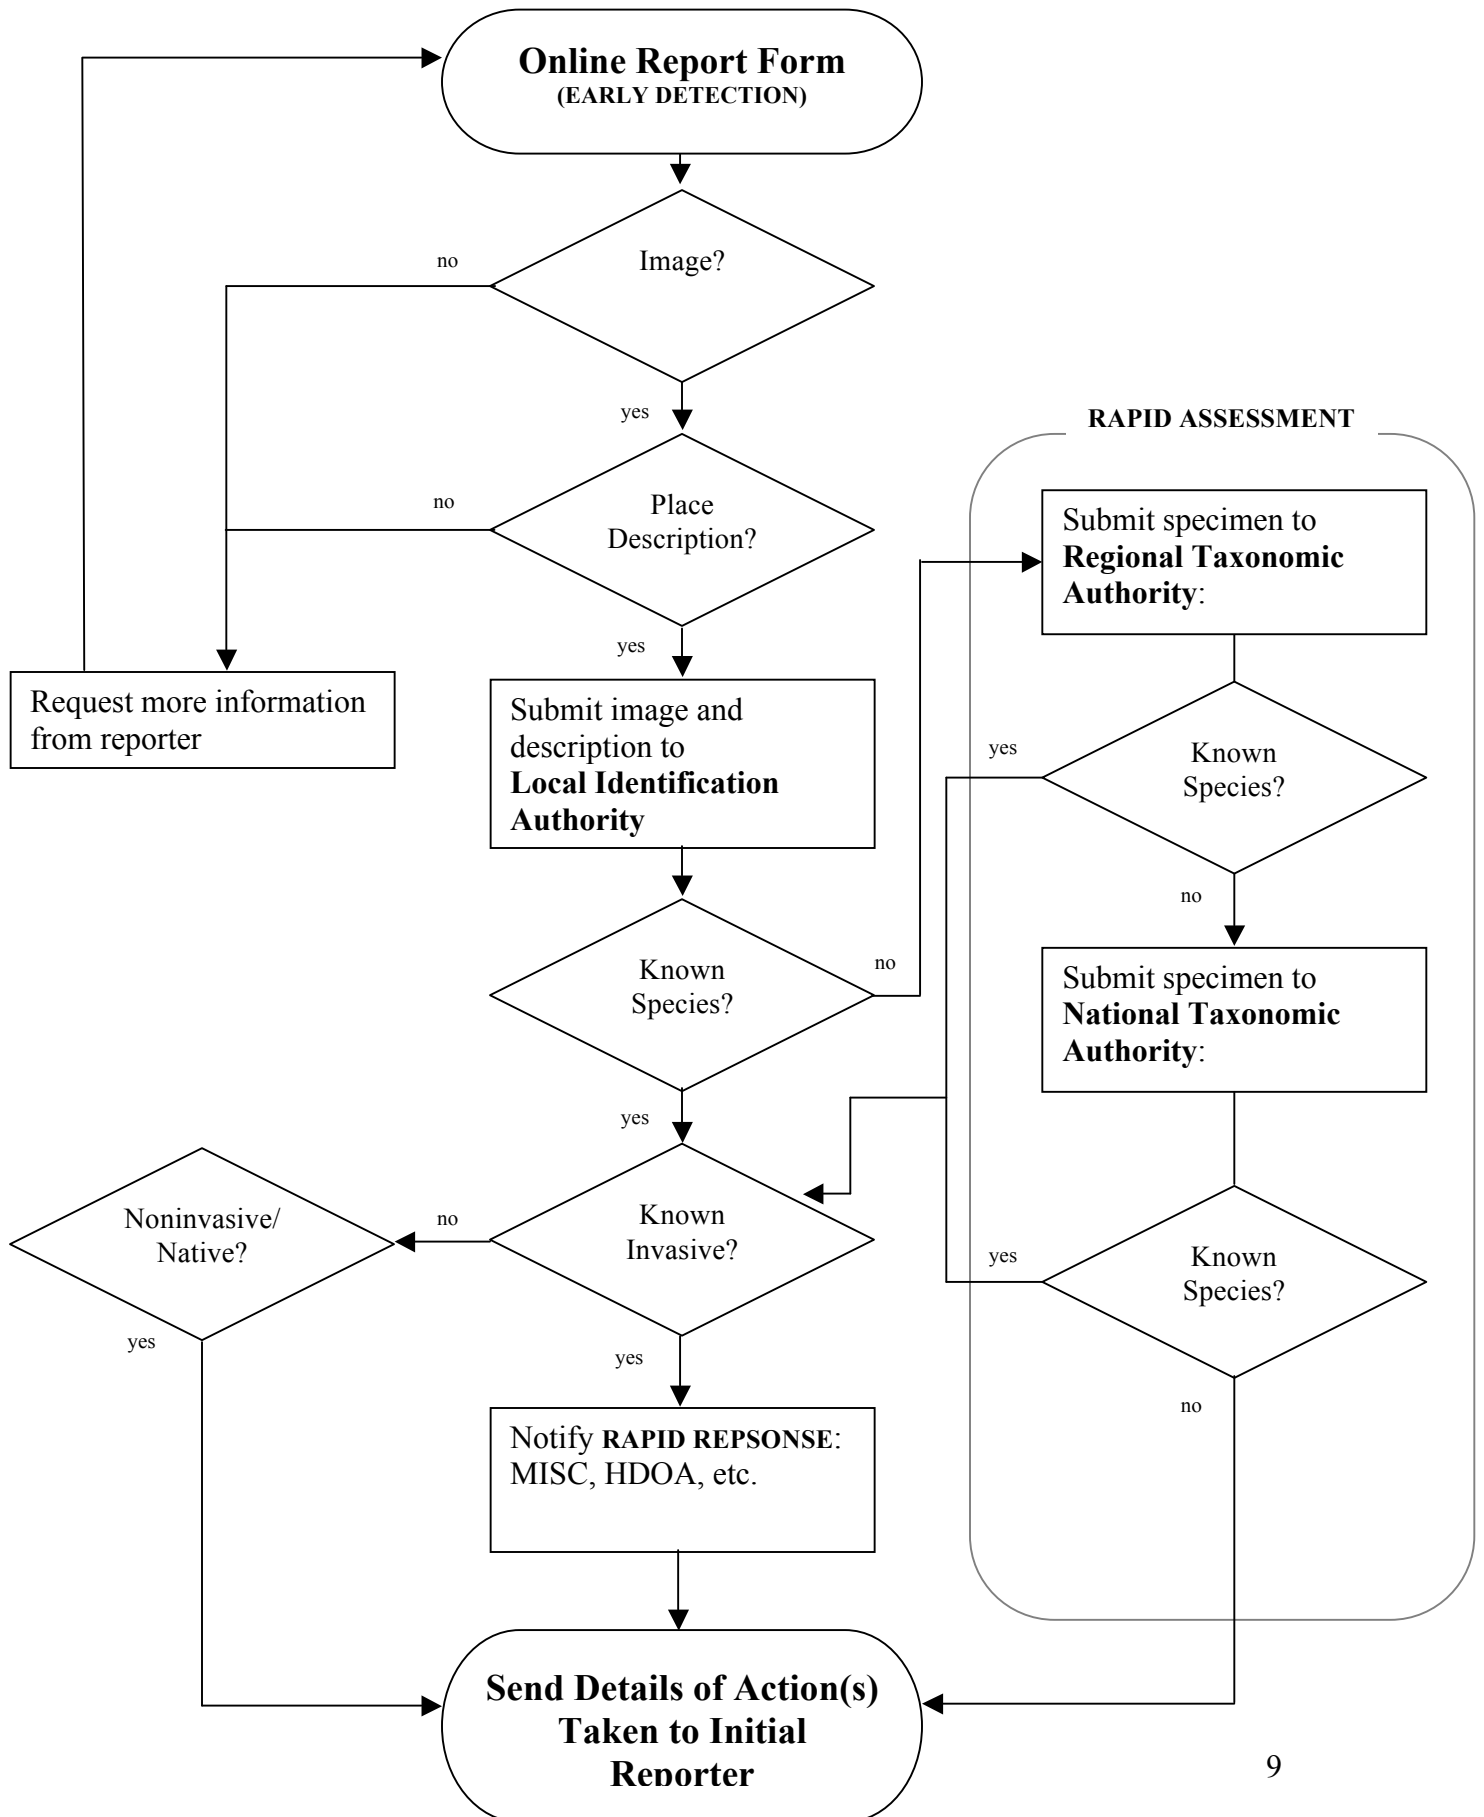 Online Report Form
(EARLY DETECTION)
Image?
no
yes
Place
Description?
no
yes
Request more information
from reporter
Submit image and
description to
Local Identification
Authority
Known
Species?
no
yes
RAPID ASSESSMENT
Submit specimen to
Regional Taxonomic
Authority:
Known
Species?
yes
no
Submit specimen to
National Taxonomic
Authority:
Known
Species?
yes
no
Known
Invasive?
no
yes
Noninvasive/
Native?
yes
Notify RAPID REPSONSE:
MISC, HDOA, etc.
Send Details of Action(s)
Taken to Initial
Reporter
9